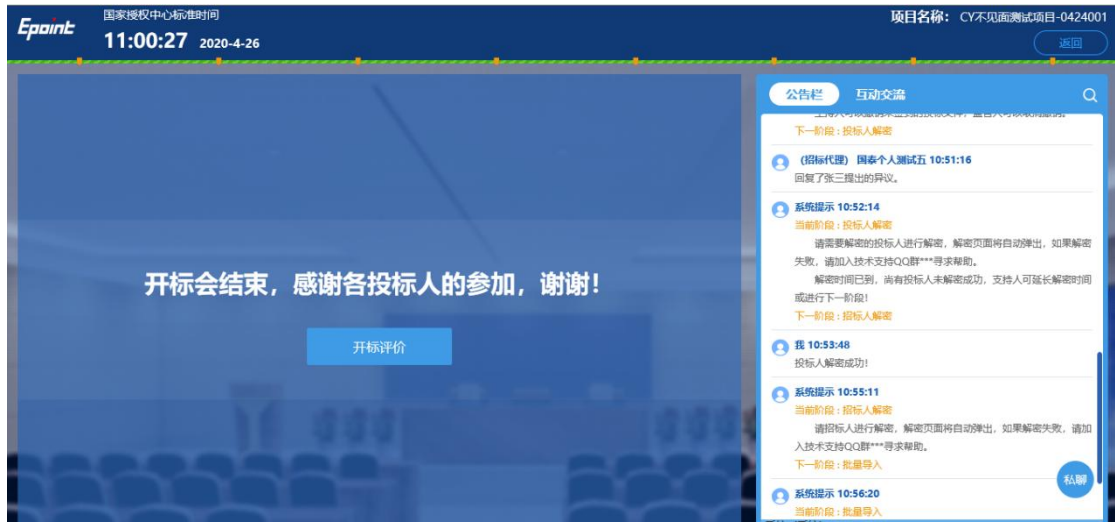 Epoint
国家授权中心标准时间
11:00:27 2020-4-26
项目名称： CY不见面测试项目-0424001
返回
开标会结束，感谢各投标人的参加，谢谢！
开标评价
公告栏 互动交流
下一阶段：投标人解密
（招标代理） 国泰个人测试五 10:51:16
回复了张三提出的异议。
系统提示 10:52:14
当前阶段：投标人解密
请需要解密的投标人进行解密，解密页面将自动弹出，如果解密
失败，请加入技术支持QQ群***寻求帮助。
解密时间已到，尚有投标人未解密成功，支持人可延长解密时间
或进行下一阶段！
下一阶段：招标人解密
我 10:53:48
投标人解密成功！
系统提示 10:55:11
当前阶段：招标人解密
请招标人进行解密，解密页面将自动弹出，如果解密失败，请加
入技术支持QQ群***寻求帮助。
下一阶段：批量导入
私聊
系统提示 10:56:20
当前阶段：批量导入